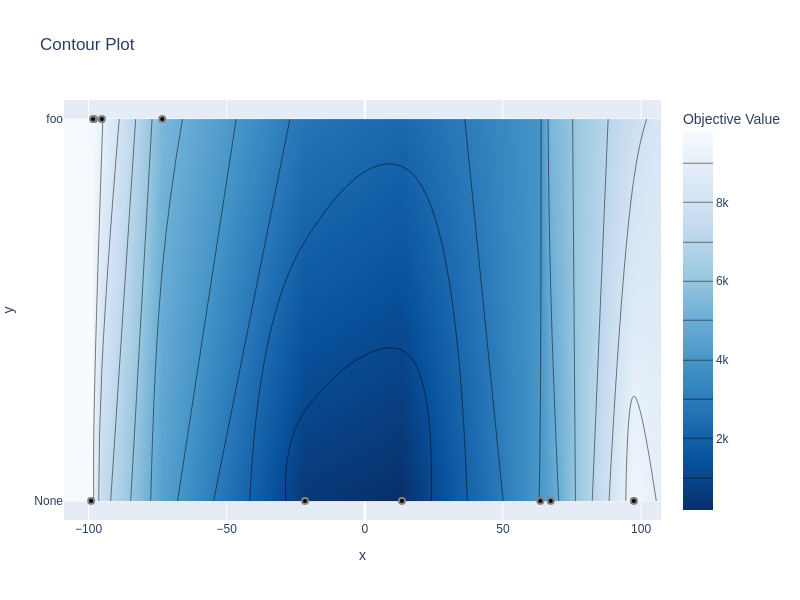 Contour Plot
Objective Value
foo
8k
6k
y
4k
2k
None
−100
−50
0
50
100
x